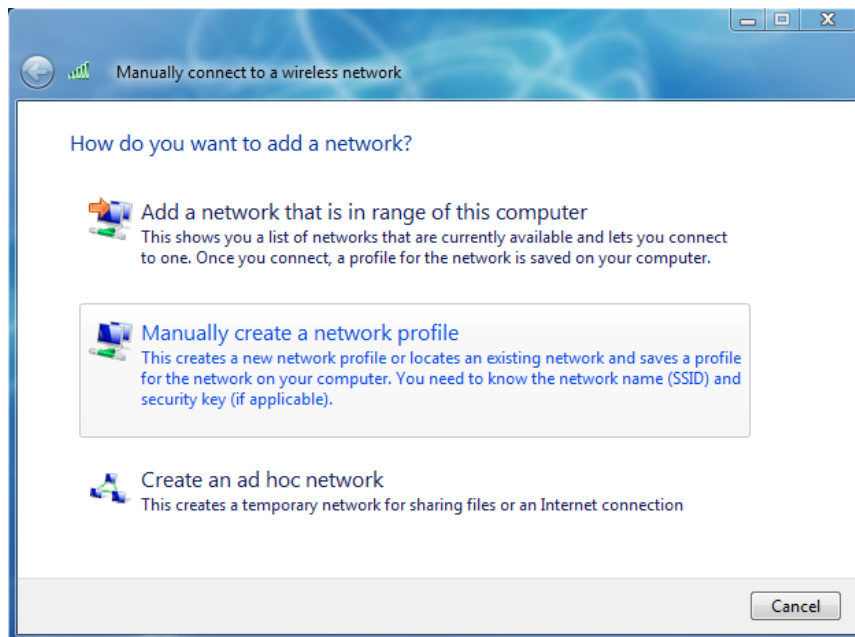 Manually connect to a wireless network
How do you want to add a network?
Add a network that is in range of this computer
This shows you a list of networks that are currently available and lets you connect
to one. Once you connect, a profile for the network is saved on your computer.
Manually create a network profile
This creates a new network profile or locates an existing network and saves a profile
for the network on your computer. You need to know the network name (SSID) and
security key (if applicable).
Create an ad hoc network
This creates a temporary network for sharing files or an Internet connection
Cancel